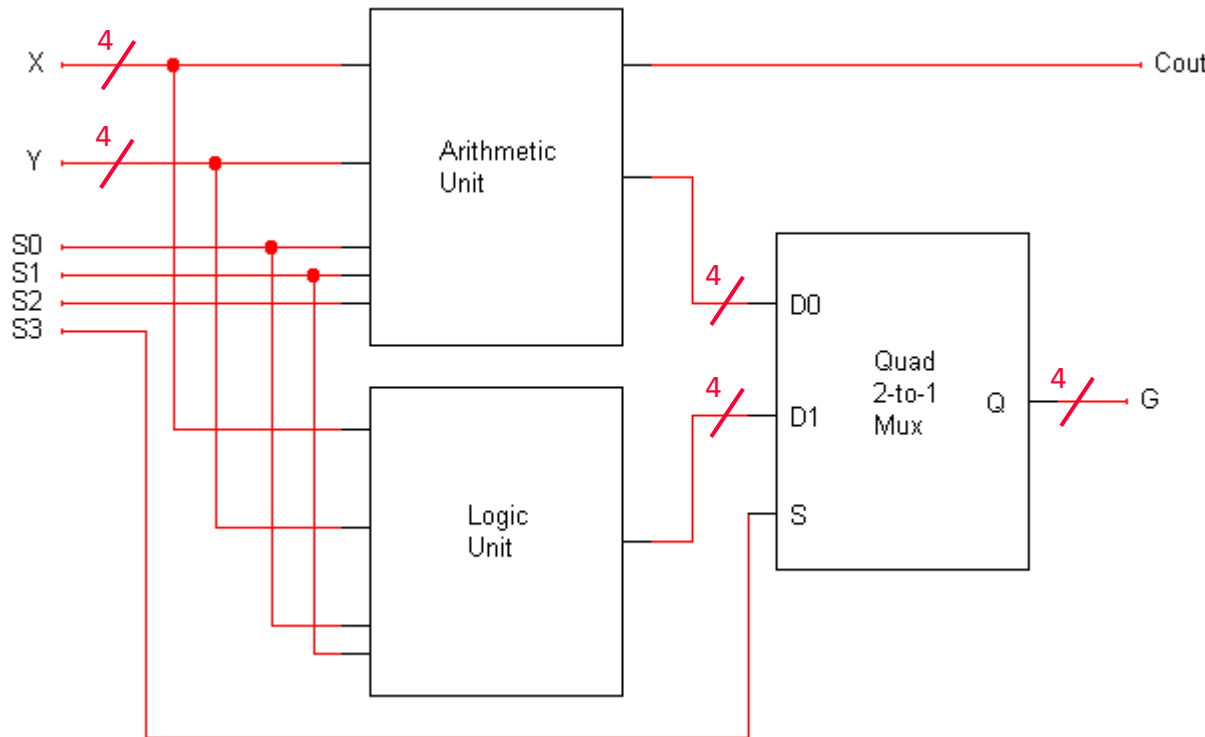 4
X
Cout
4
Y
Arithmetic
Unit
S0
S1
S2
S3
4
D0
4
D1
Quad
2-to-1
Mux
Q
4
G
S
Logic
Unit